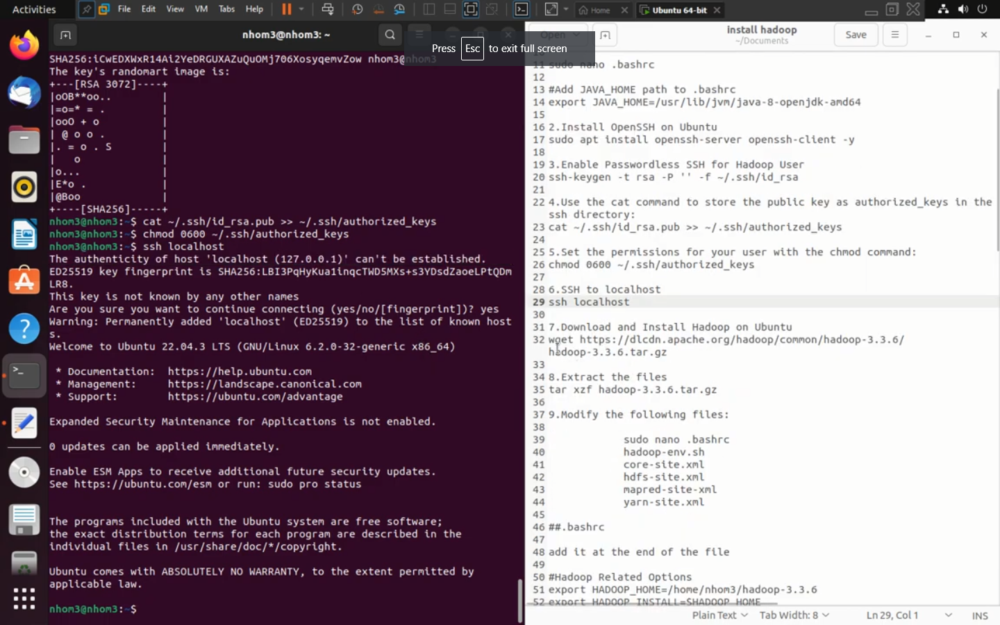 Activities File Edit View VM Tabs Help Home Ubuntu 64-bit
nhom3@nhom3: ~
Press Esc to exit full screen
SHA256:iCwEDXWxR14Ai2YeDRGUXAZuQuOMj706XosyqemvZow nhom3@nhom3
The key's randomart image is:
+---[RSA 3072]----+
|oOB**oo..        |
|=o=* = .         |
|ooO + o          |
| @ o o .         |
|. = o . S        |
|   o             |
|o...             |
|E*o .            |
|@Boo             |
+----[SHA256]-----+
nhom3@nhom3:~$ cat ~/.ssh/id_rsa.pub >> ~/.ssh/authorized_keys
nhom3@nhom3:~$ chmod 0600 ~/.ssh/authorized_keys
nhom3@nhom3:~$ ssh localhost
The authenticity of host 'localhost (127.0.0.1)' can't be established.
ED25519 key fingerprint is SHA256:LBI3PqHyKua1inqcTWD5MXs+s3YDsdZaoeLPtQDm
LR8.
This key is not known by any other names
Are you sure you want to continue connecting (yes/no/[fingerprint])? yes
Warning: Permanently added 'localhost' (ED25519) to the list of known host
s.
Welcome to Ubuntu 22.04.3 LTS (GNU/Linux 6.2.0-32-generic x86_64)
* Documentation:  https://help.ubuntu.com
* Management:     https://landscape.canonical.com
* Support:        https://ubuntu.com/advantage
Expanded Security Maintenance for Applications is not enabled.
0 updates can be applied immediately.
Enable ESM Apps to receive additional future security updates.
See https://ubuntu.com/esm or run: sudo pro status
The programs included with the Ubuntu system are free software;
the exact distribution terms for each program are described in the
individual files in /usr/share/doc/*/copyright.
Ubuntu comes with ABSOLUTELY NO WARRANTY, to the extent permitted by
applicable law.
nhom3@nhom3:~$
Open
install hadoop
~/Documents
Save
11 sudo nano .bashrc
12
13 #Add JAVA_HOME path to .bashrc
14 export JAVA_HOME=/usr/lib/jvm/java-8-openjdk-amd64
15
16 2.Install OpenSSH on Ubuntu
17 sudo apt install openssh-server openssh-client -y
18
19 3.Enable Passwordless SSH for Hadoop User
20 ssh-keygen -t rsa -P '' -f ~/.ssh/id_rsa
21
22 4.Use the cat command to store the public key as authorized_keys in the
ssh directory:
23 cat ~/.ssh/id_rsa.pub >> ~/.ssh/authorized_keys
24
25 5.Set the permissions for your user with the chmod command:
26 chmod 0600 ~/.ssh/authorized_keys
27
28 6.SSH to localhost
29 ssh localhost
30
31 7.Download and Install Hadoop on Ubuntu
32 wget https://dlcdn.apache.org/hadoop/common/hadoop-3.3.6/
hadoop-3.3.6.tar.gz
33
34 8.Extract the files
35 tar xzf hadoop-3.3.6.tar.gz
36
37 9.Modify the following files:
38
39 sudo nano .bashrc
40 hadoop-env.sh
41 core-site.xml
42 hdfs-site.xml
43 mapred-site-xml
44 yarn-site.xml
45
46 ##.bashrc
47
48 add it at the end of the file
49
50 #Hadoop Related Options
51 export HADOOP_HOME=/home/nhom3/hadoop-3.3.6
52 export HADOOP_INSTALL=$HADOOP_HOME
Plain Text Tab Width: 8 Ln 29, Col 1 INS